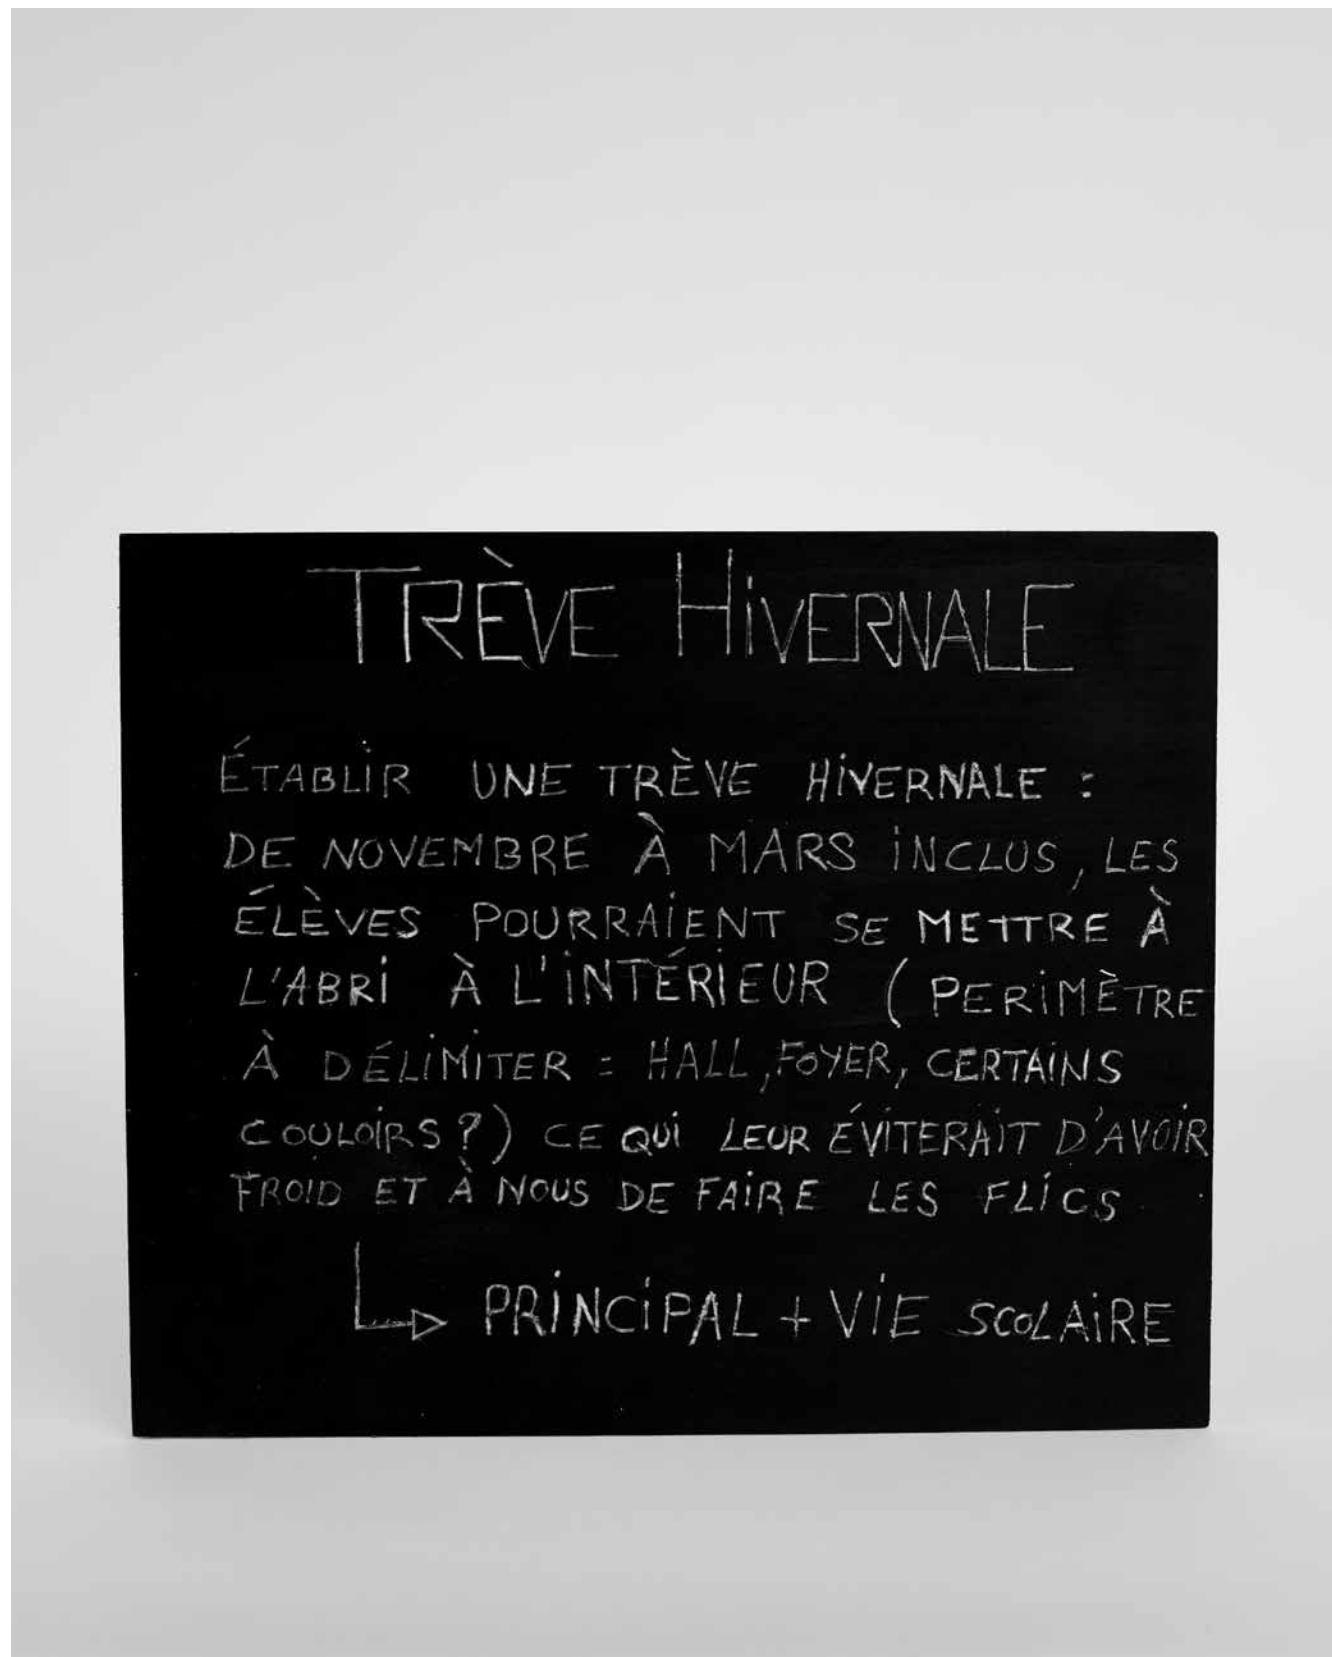 TRÈVE HIVERNALE
ÉTABLIR UNE TRÈVE HIVERNALE :
DE NOVEMBRE À MARS INCLUS, LES
ÉLÈVES POURRAIENT SE METTRE À
L'ABRI À L'INTÉRIEUR (PERIMÈTRE
À DÉLIMITER = HALL, FOYER, CERTAINS
COULOIRS ?) CE QUI LEUR ÉVITERAIT D'AVOIR
FROID ET À NOUS DE FAIRE LES FLICS
PRINCIPAL + VIE SCOLAIRE